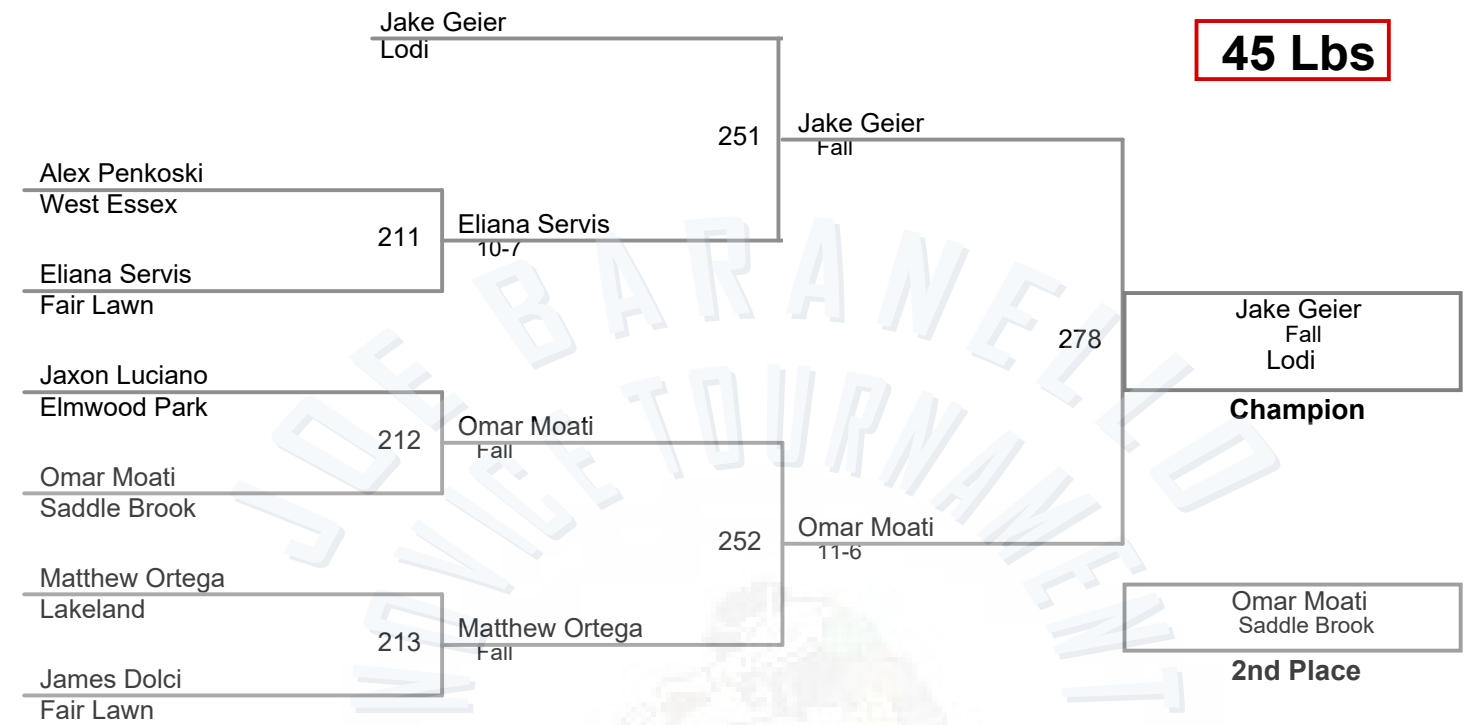 Jake Geier
Lodi
45 Lbs
251
Jake Geier
Fall
Alex Penkoski
West Essex
211
Eliana Servis
10-7
Eliana Servis
Fair Lawn
278
Jake Geier
Fall
Lodi
Champion
Jaxon Luciano
Elmwood Park
212
Omar Moati
Fall
Omar Moati
Saddle Brook
252
Omar Moati
11-6
Matthew Ortega
Lakeland
213
Matthew Ortega
Fall
James Dolci
Fair Lawn
Omar Moati
Saddle Brook
2nd Place
JOE BARANELLO
NOVICE TOURNAMENT